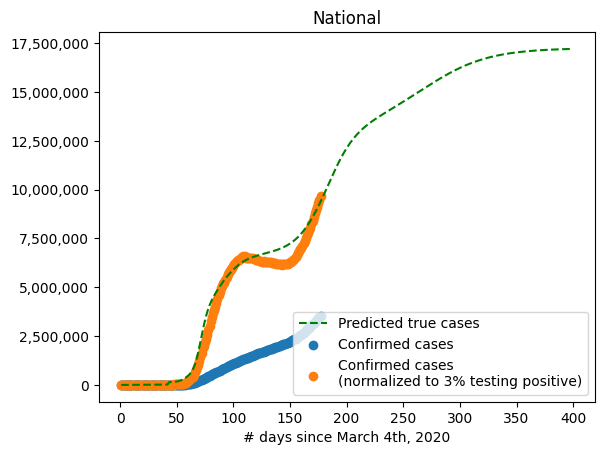 National
17,500,000
15,000,000
12,500,000
10,000,000
7,500,000
5,000,000
2,500,000
0
Predicted true cases
Confirmed cases
Confirmed cases
(normalized to 3% testing positive)
0 50 100 150 200 250 300 350 400
# days since March 4th, 2020